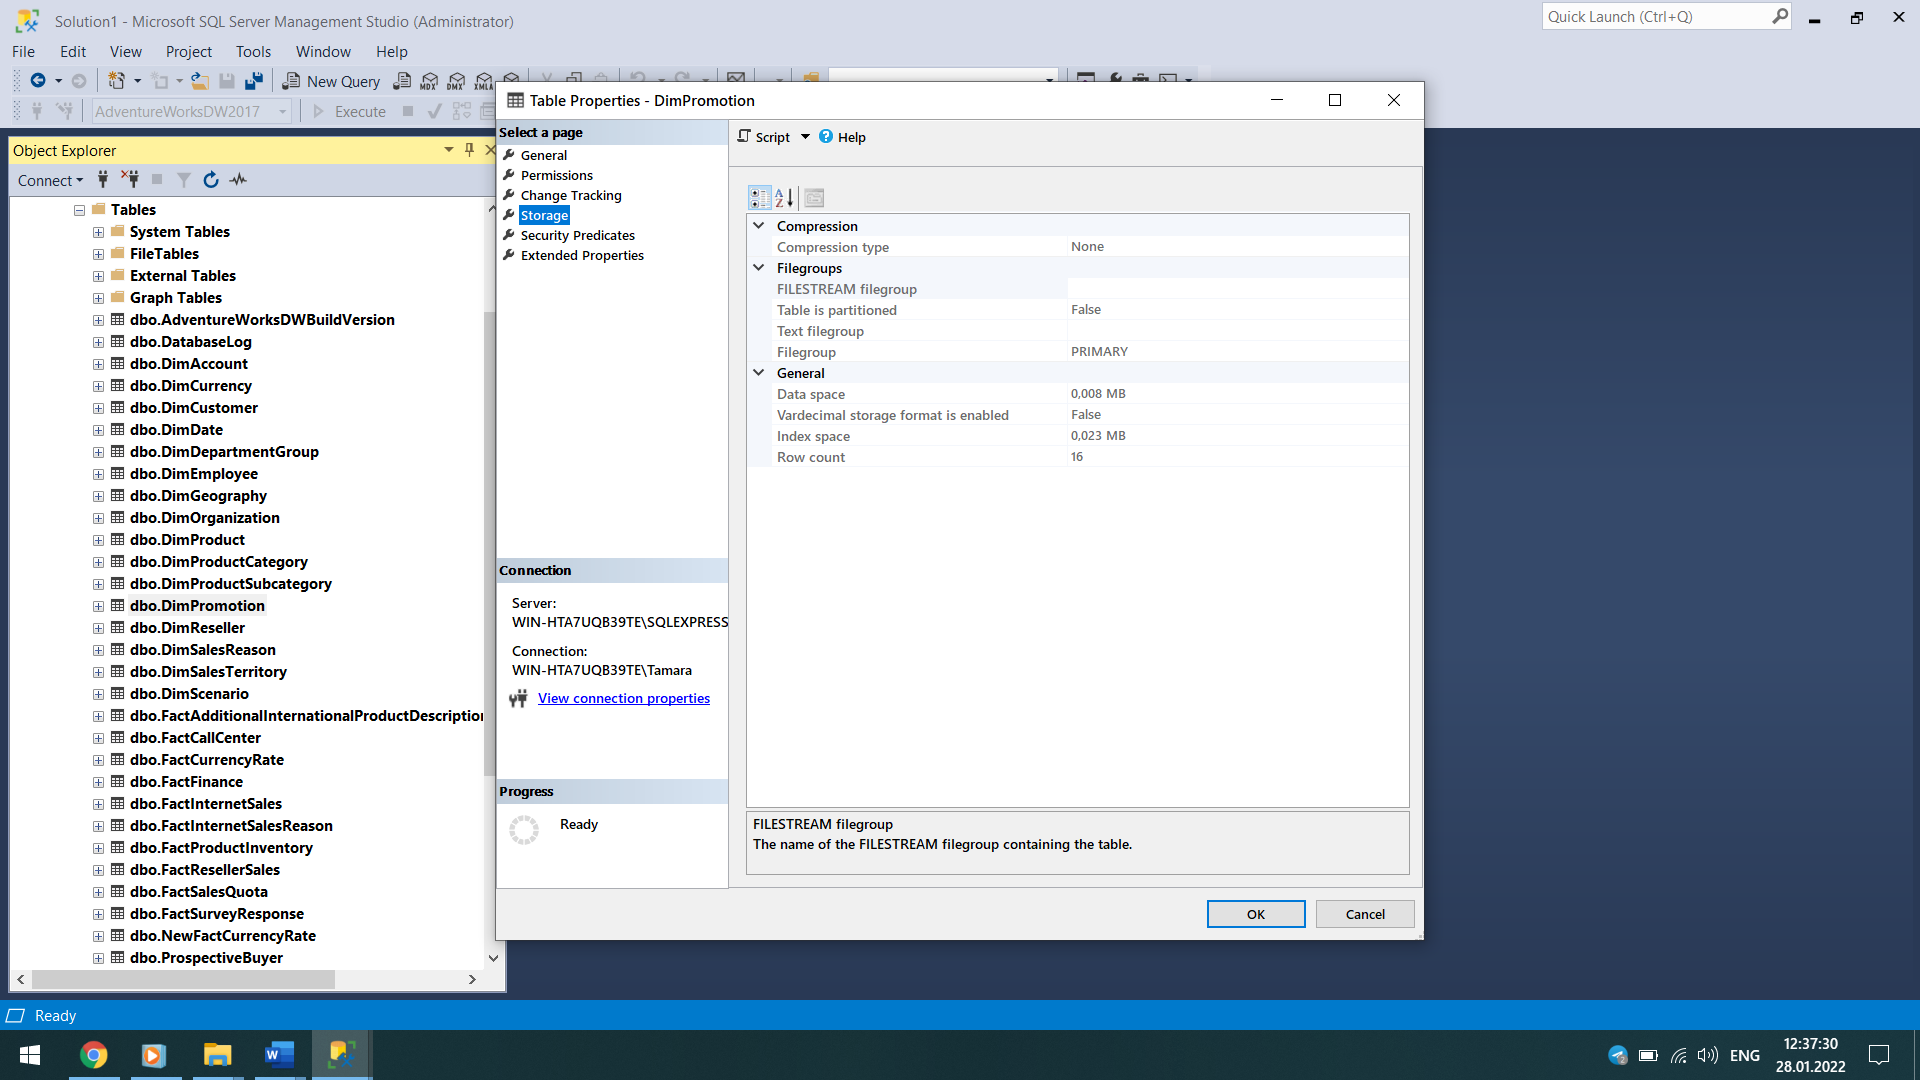 Solution1 - Microsoft SQL Server Management Studio (Administrator)
Quick Launch (Ctrl+Q)
File Edit View Project Tools Window Help
New Query
MDX DMX XMLA
AdventureWorksDW2017
Execute
Object Explorer
Connect
Tables
System Tables
FileTables
External Tables
Graph Tables
dbo.AdventureWorksDWBuildVersion
dbo.DatabaseLog
dbo.DimAccount
dbo.DimCurrency
dbo.DimCustomer
dbo.DimDate
dbo.DimDepartmentGroup
dbo.DimEmployee
dbo.DimGeography
dbo.DimOrganization
dbo.DimProduct
dbo.DimProductCategory
dbo.DimProductSubcategory
dbo.DimPromotion
dbo.DimReseller
dbo.DimSalesReason
dbo.DimSalesTerritory
dbo.DimScenario
dbo.FactAdditionalInternationalProductDescription
dbo.FactCallCenter
dbo.FactCurrencyRate
dbo.FactFinance
dbo.FactInternetSales
dbo.FactInternetSalesReason
dbo.FactProductInventory
dbo.FactResellerSales
dbo.FactSalesQuota
dbo.FactSurveyResponse
dbo.NewFactCurrencyRate
dbo.ProspectiveBuyer
Table Properties - DimPromotion
Select a page
General
Permissions
Change Tracking
Storage
Security Predicates
Extended Properties
Connection
Server:
WIN-HTA7UQB39TE\SQLEXPRESS
Connection:
WIN-HTA7UQB39TE\Tamara
View connection properties
Progress
Ready
Script Help
Compression
Compression type None
Filegroups
FILESTREAM filegroup
Table is partitioned False
Text filegroup
Filegroup PRIMARY
General
Data space 0,008 MB
Vardecimal storage format is enabled False
Index space 0,023 MB
Row count 16
FILESTREAM filegroup
The name of the FILESTREAM filegroup containing the table.
OK Cancel
Ready
ENG
12:37:30
28.01.2022